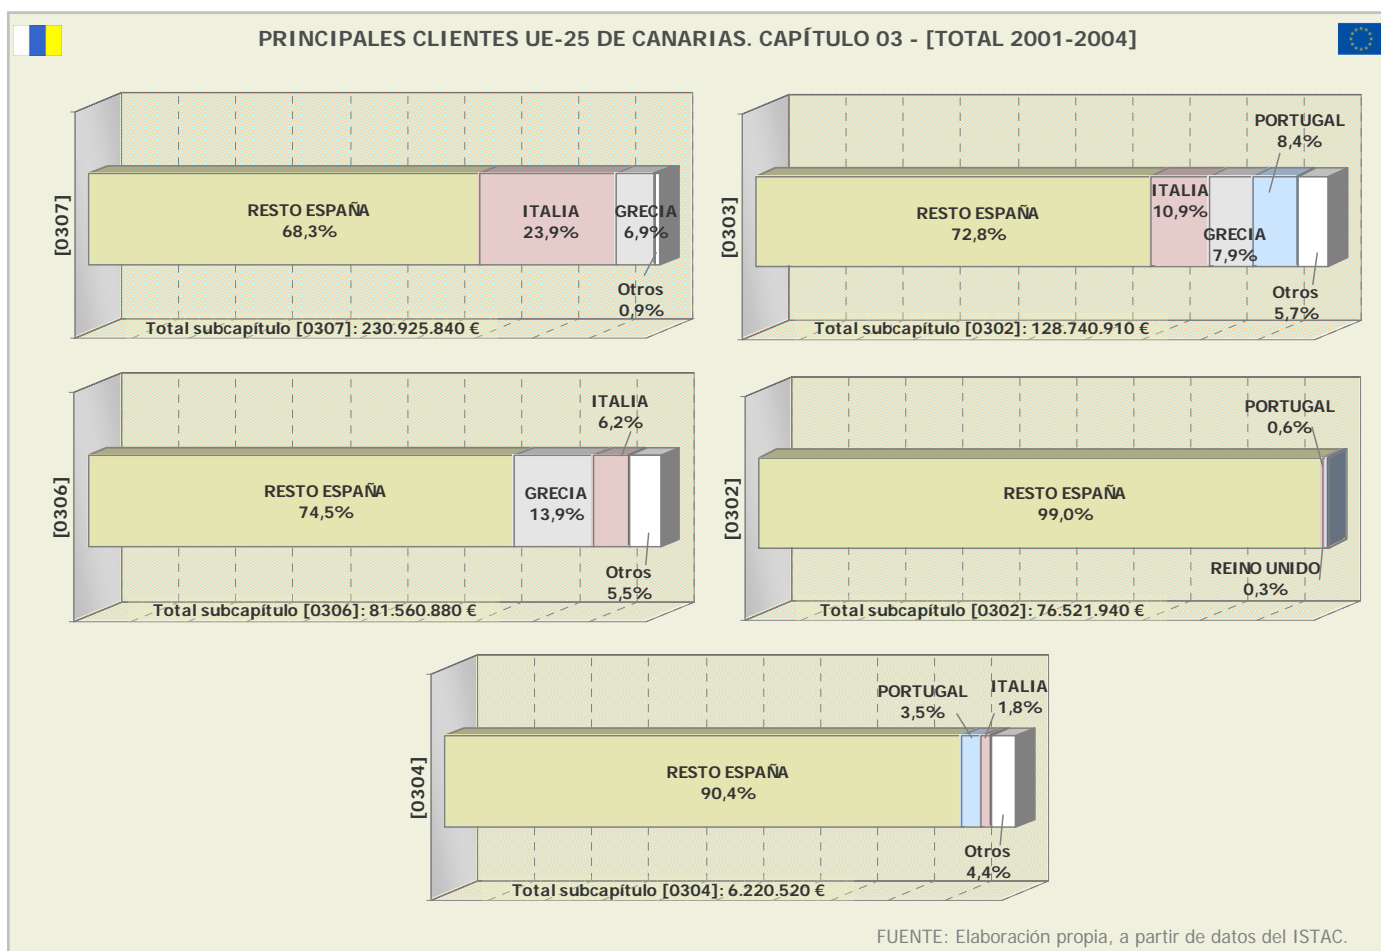 PRINCIPALES CLIENTES UE-25 DE CANARIAS. CAPÍTULO 03 - [TOTAL 2001-2004]
[0307]
RESTO ESPAÑA
68,3%
ITALIA
23,9%
GRECIA
6,9%
Otros
0,9%
Total subcapítulo [0307]: 230.925.840 €
[0303]
RESTO ESPAÑA
72,8%
ITALIA
10,9%
GRECIA
7,9%
PORTUGAL
8,4%
Otros
5,7%
Total subcapítulo [0302]: 128.740.910 €
[0306]
RESTO ESPAÑA
74,5%
GRECIA
13,9%
ITALIA
6,2%
Otros
5,5%
Total subcapítulo [0306]: 81.560.880 €
[0302]
RESTO ESPAÑA
99,0%
PORTUGAL
0,6%
REINO UNIDO
0,3%
Total subcapítulo [0302]: 76.521.940 €
[0304]
RESTO ESPAÑA
90,4%
PORTUGAL
3,5%
ITALIA
1,8%
Otros
4,4%
Total subcapítulo [0304]: 6.220.520 €
FUENTE: Elaboración propia, a partir de datos del ISTAC.